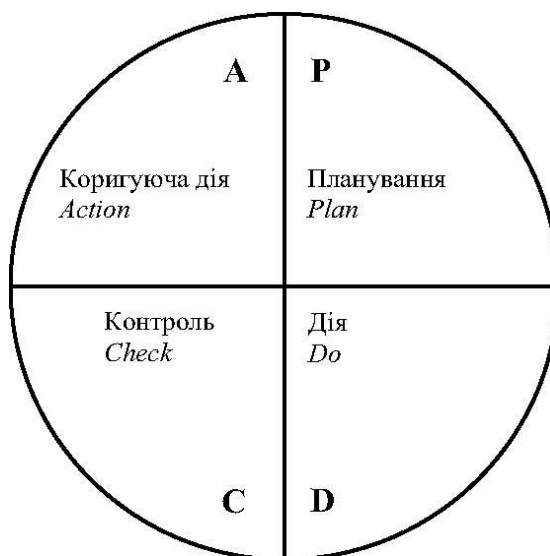 A P
Коригуюча дія
Action
Планування
Plan
Контроль
Check
Дія
Do
C D